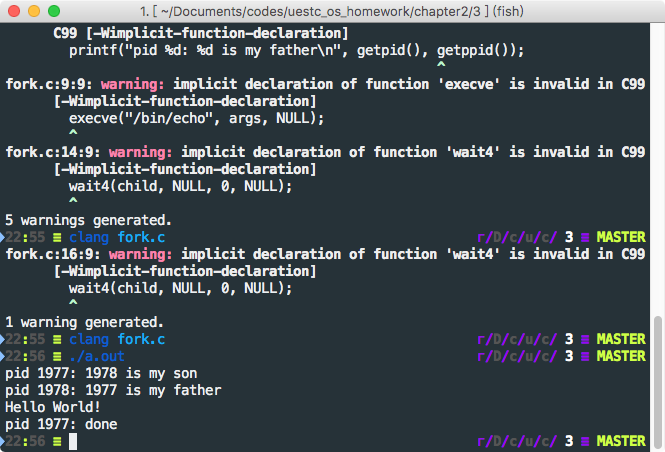 1. [ ~/Documents/codes/uestc_os_homework/chapter2/3 ] (fish)
C99 [-Wimplicit-function-declaration]
printf("pid %d: %d is my father\n", getpid(), getppid());
^
fork.c:9:9: warning: implicit declaration of function 'execve' is invalid in C99
[-Wimplicit-function-declaration]
execve("/bin/echo", args, NULL);
^
fork.c:14:9: warning: implicit declaration of function 'wait4' is invalid in C99
[-Wimplicit-function-declaration]
wait4(child, NULL, 0, NULL);
^
5 warnings generated.
22:55 ≡ clang fork.c r/D/c/u/c/ 3 ≡ MASTER
fork.c:16:9: warning: implicit declaration of function 'wait4' is invalid in C99
[-Wimplicit-function-declaration]
wait4(child, NULL, 0, NULL);
^
1 warning generated.
22:55 ≡ clang fork.c r/D/c/u/c/ 3 ≡ MASTER
22:56 ≡ ./a.out r/D/c/u/c/ 3 ≡ MASTER
pid 1977: 1978 is my son
pid 1978: 1977 is my father
Hello World!
pid 1977: done
22:56 ≡ r/D/c/u/c/ 3 ≡ MASTER